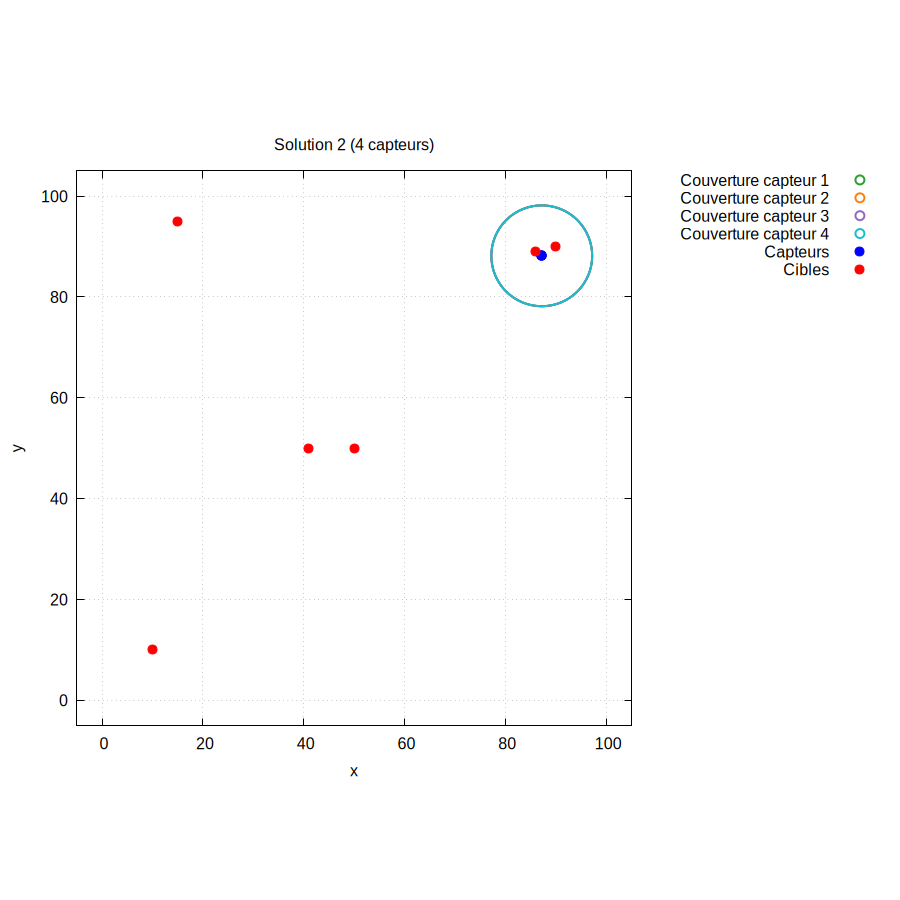 Solution 2 (4 capteurs)
100
80
60
40
20
0
y
0 20 40 60 80 100
x
Couverture capteur 1
Couverture capteur 2
Couverture capteur 3
Couverture capteur 4
Capteurs
Cibles